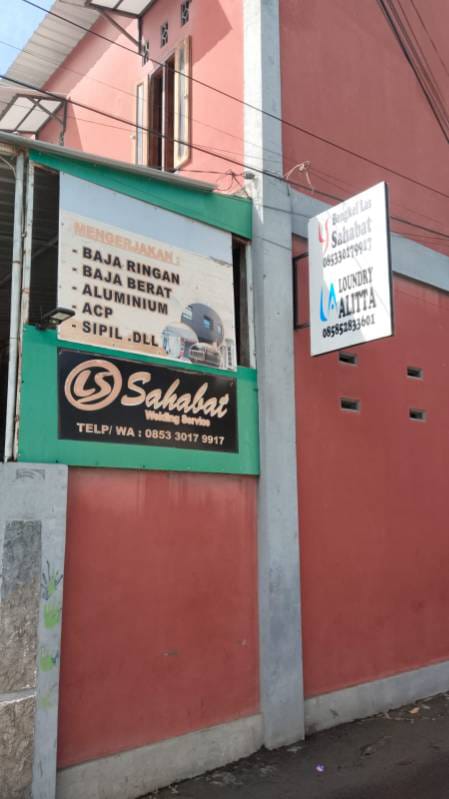 MENGERJAKAN :
- BAJA RINGAN
- BAJA BERAT
- ALUMINIUM
- ACP
- SIPIL .DLL
LS Sahabat
Welding Service
TELP/ WA : 0853 3017 9917
Bengkel Las
Sahabat
085330179917
LOUNDRY
ALITTA
085852833601